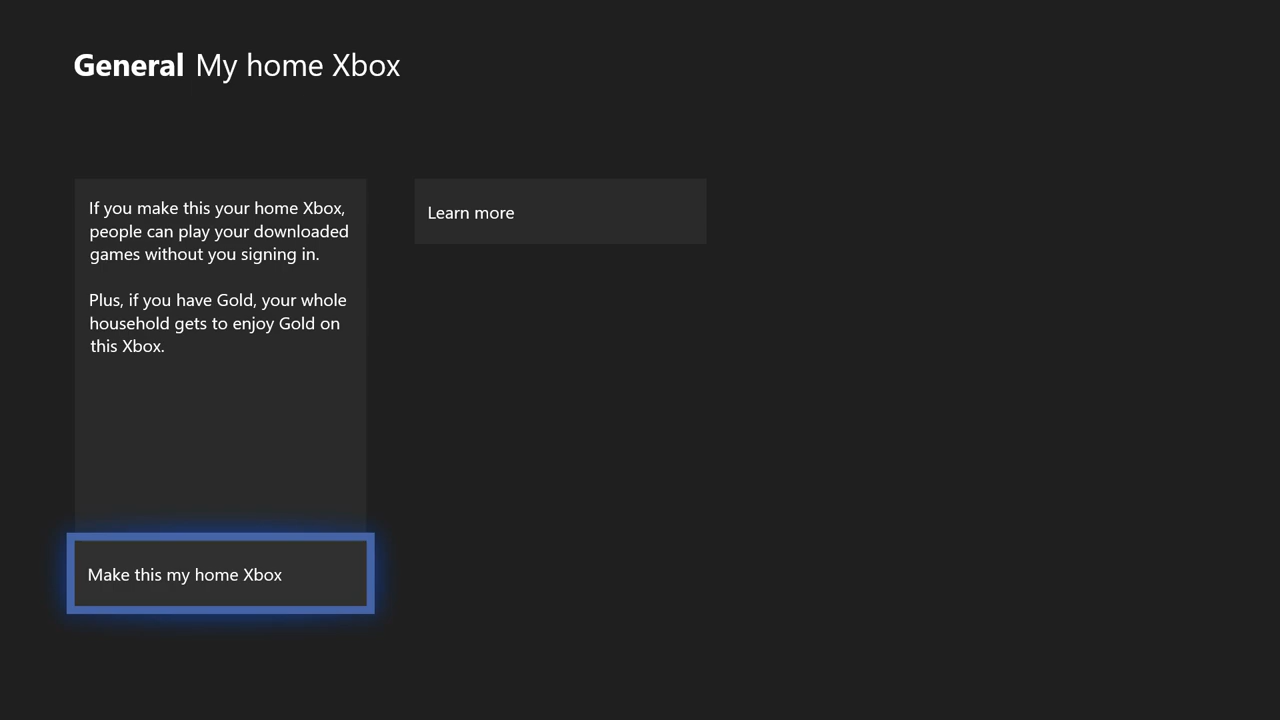 General My home Xbox
If you make this your home Xbox,
people can play your downloaded
games without you signing in.
Plus, if you have Gold, your whole
household gets to enjoy Gold on
this Xbox.
Make this my home Xbox
Learn more